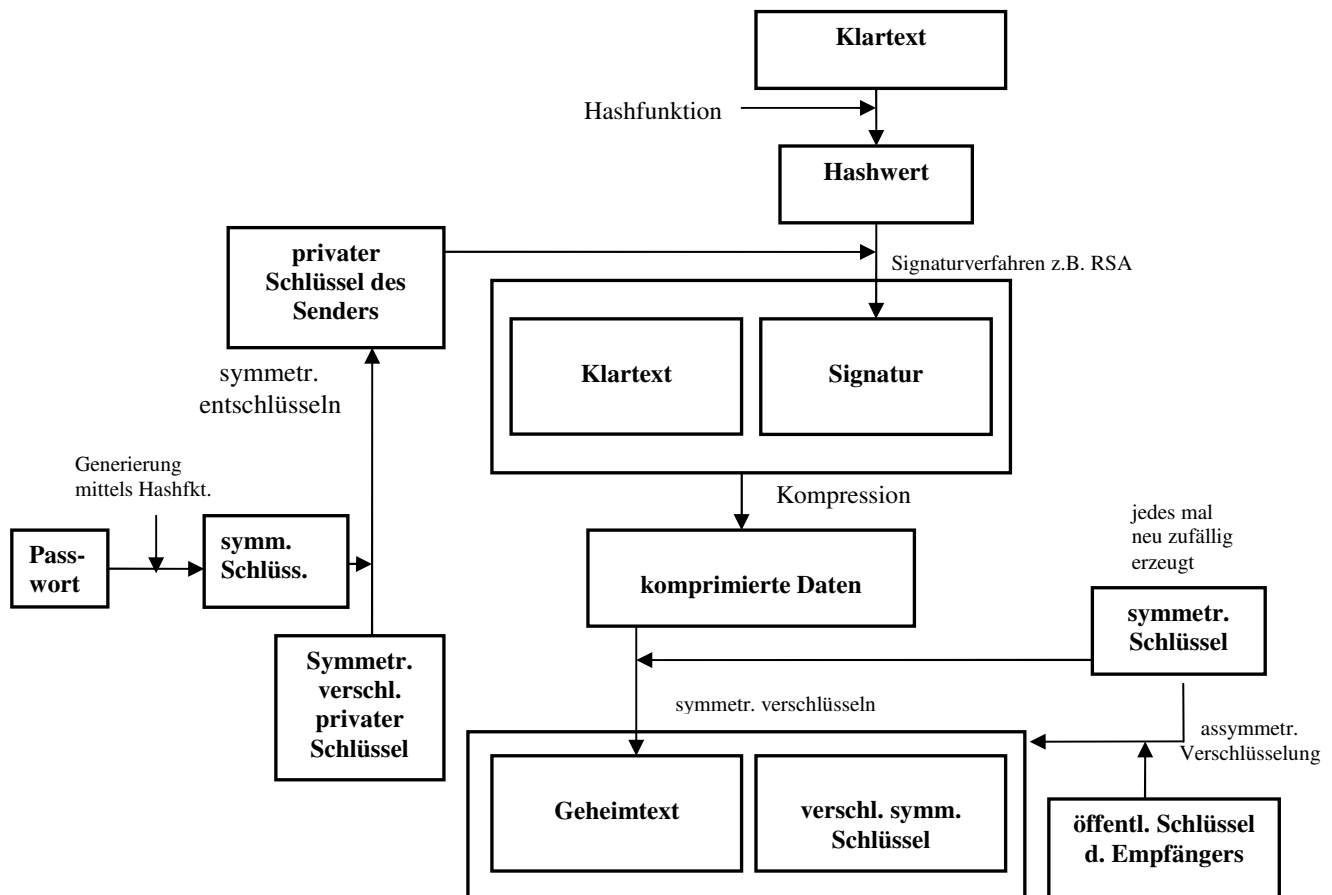 Klartext
Hashfunktion
Hashwert
privater
Schlüssel des
Senders
Signaturverfahren z.B. RSA
Klartext
Signatur
symmetr.
entschlüsseln
Generierung
mittels Hashfkt.
Kompression
jedes mal
neu zufällig
erzeugt
Pass-
wort
symm.
Schlüss.
komprimierte Daten
symmetr.
Schlüssel
Symmetr.
verschl.
privater
Schlüssel
symmetr. verschlüsseln
assymmetr.
Verschlüsselung
Geheimtext
verschl. symm.
Schlüssel
öffentl. Schlüssel
d. Empfängers